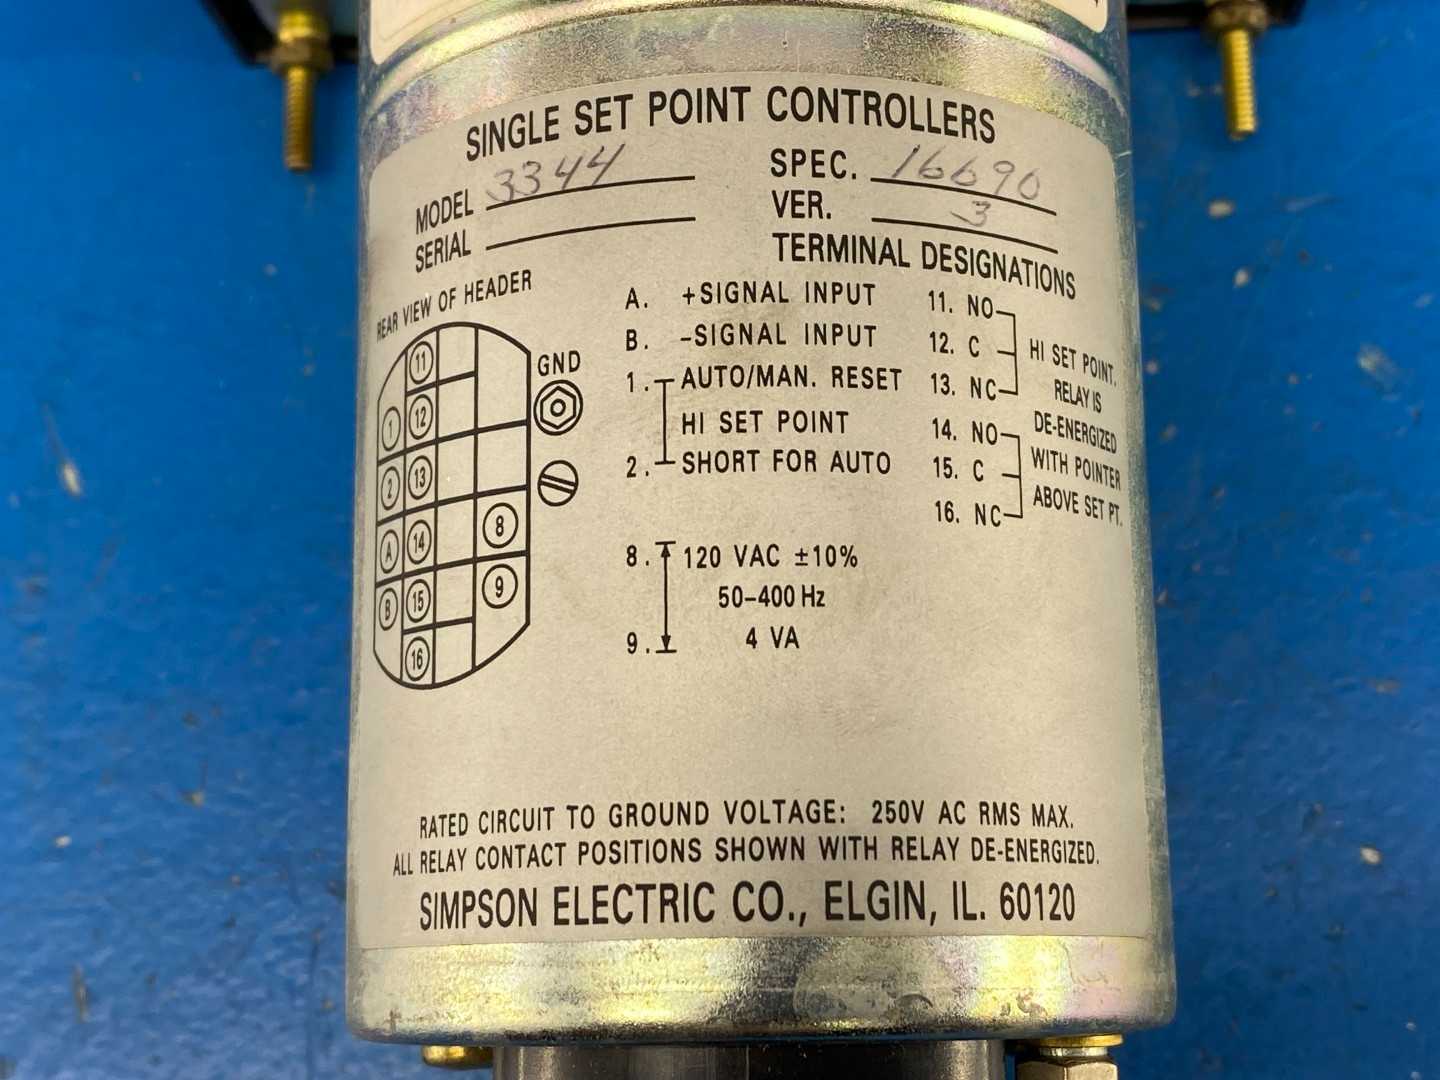 SINGLE SET POINT CONTROLLERS
MODEL 3344
SERIAL
SPEC. 16690
VER. 3
TERMINAL DESIGNATIONS
REAR VIEW OF HEADER
GND
11
12
1
13
2
14
8
A
15
9
B
16
A. +SIGNAL INPUT
B. -SIGNAL INPUT
1. AUTO/MAN. RESET
HI SET POINT
2. SHORT FOR AUTO
8. 120 VAC ±10%
50-400 Hz
9. 4 VA
11. NO
12. C
13. NC
14. NO
15. C
16. NC
HI SET POINT.
RELAY IS
DE-ENERGIZED
WITH POINTER
ABOVE SET PT.
RATED CIRCUIT TO GROUND VOLTAGE: 250V AC RMS MAX.
ALL RELAY CONTACT POSITIONS SHOWN WITH RELAY DE-ENERGIZED.
SIMPSON ELECTRIC CO., ELGIN, IL. 60120